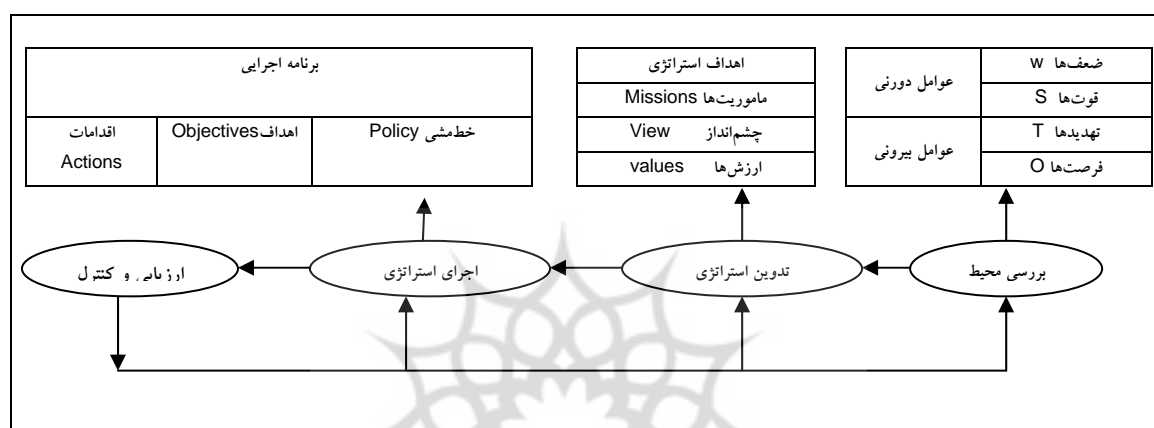 عوامل دورنی
ضعف‌ها w
قوت‌ها S
عوامل بیرونی
تهدیدها T
فرصت‌ها O
اهداف استراتژی
ماموریت‌ها Missions
چشم‌انداز View
ارزش‌ها values
برنامه اجرایی
خط‌مشی Policy
اهداف Objectives
اقدامات
Actions
بررسی محیط
تدوین استراتژی
اجرای استراتژی
ارزیابی و کنترل